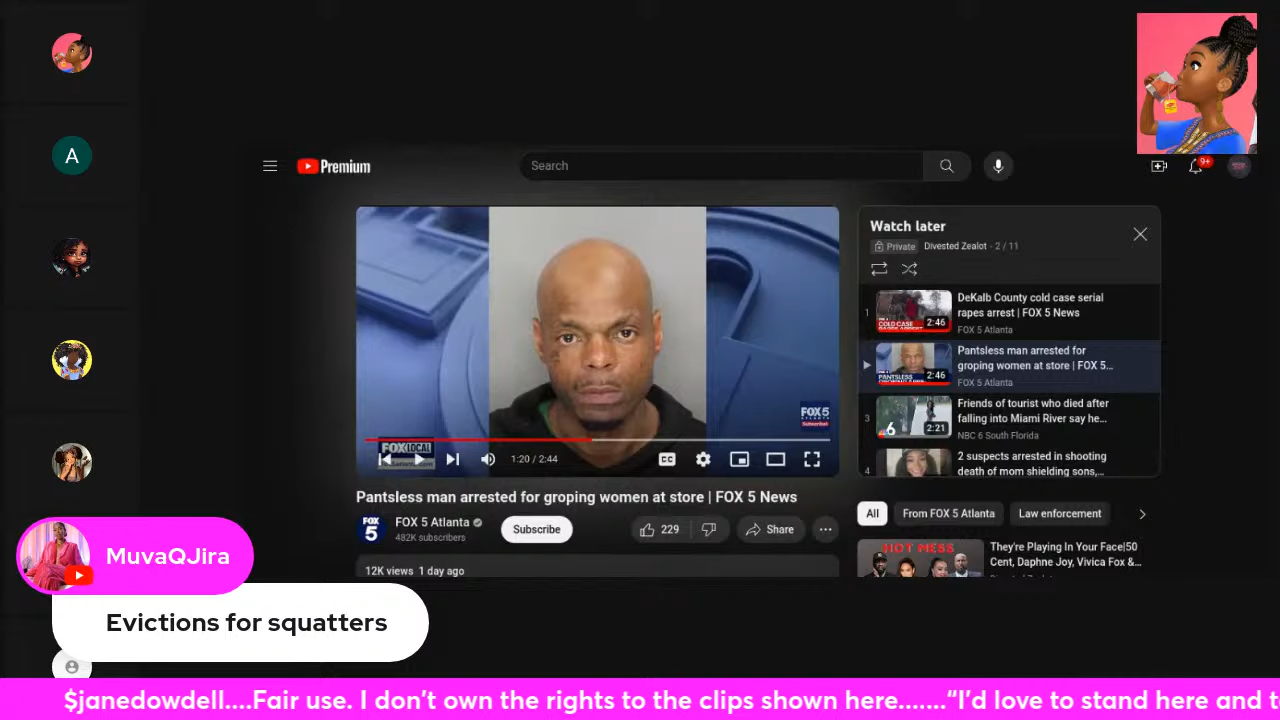 A
Premium
Search
9+
FOX 5
ATLANTA
Subscribe
FOX LOCAL
1:20 / 2:44
CC
Pantsless man arrested for groping women at store | FOX 5 News
FOX
5
FOX 5 Atlanta
482K subscribers
Subscribe
229
Share
12K views 1 day ago
Watch later
Private
Divested Zealot - 2 / 11
1
COLD CASE
2:46
DeKalb County cold case serial
rapes arrest | FOX 5 News
FOX 5 Atlanta
PANTSLESS
2:46
Pantsless man arrested for
groping women at store | FOX 5...
FOX 5 Atlanta
3
6
2:21
Friends of tourist who died after
falling into Miami River say he...
NBC 6 South Florida
4
2 suspects arrested in shooting
death of mom shielding sons,...
All
From FOX 5 Atlanta
Law enforcement
HOT MESS
They're Playing In Your Face|50
Cent, Daphne Joy, Vivica Fox &...
MuvaQJira
Evictions for squatters
$janedowdell....Fair use. I don't own the rights to the clips shown here.......“I'd love to stand here and t